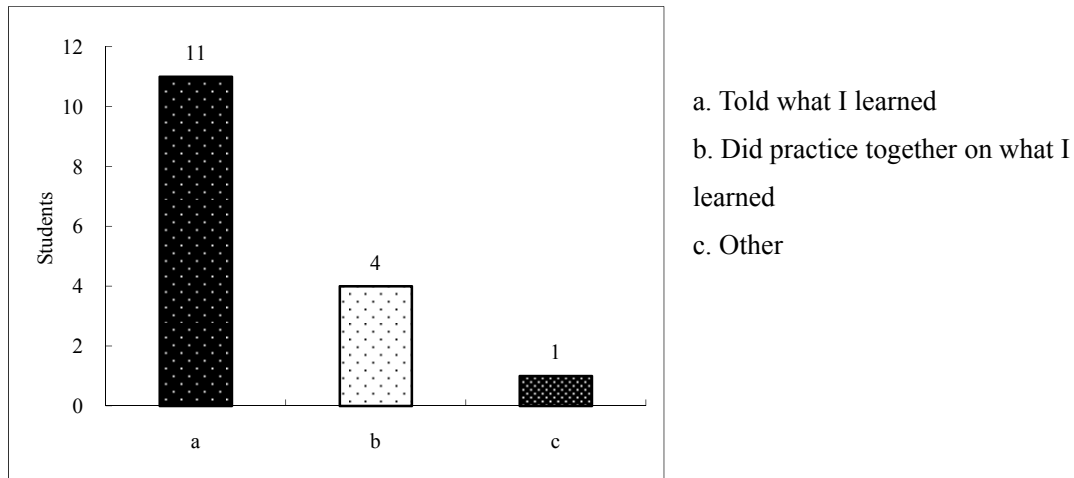 12
10
8
6
4
2
0
Students
11
4
1
a
b
c
a. Told what I learned
b. Did practice together on what I
learned
c. Other